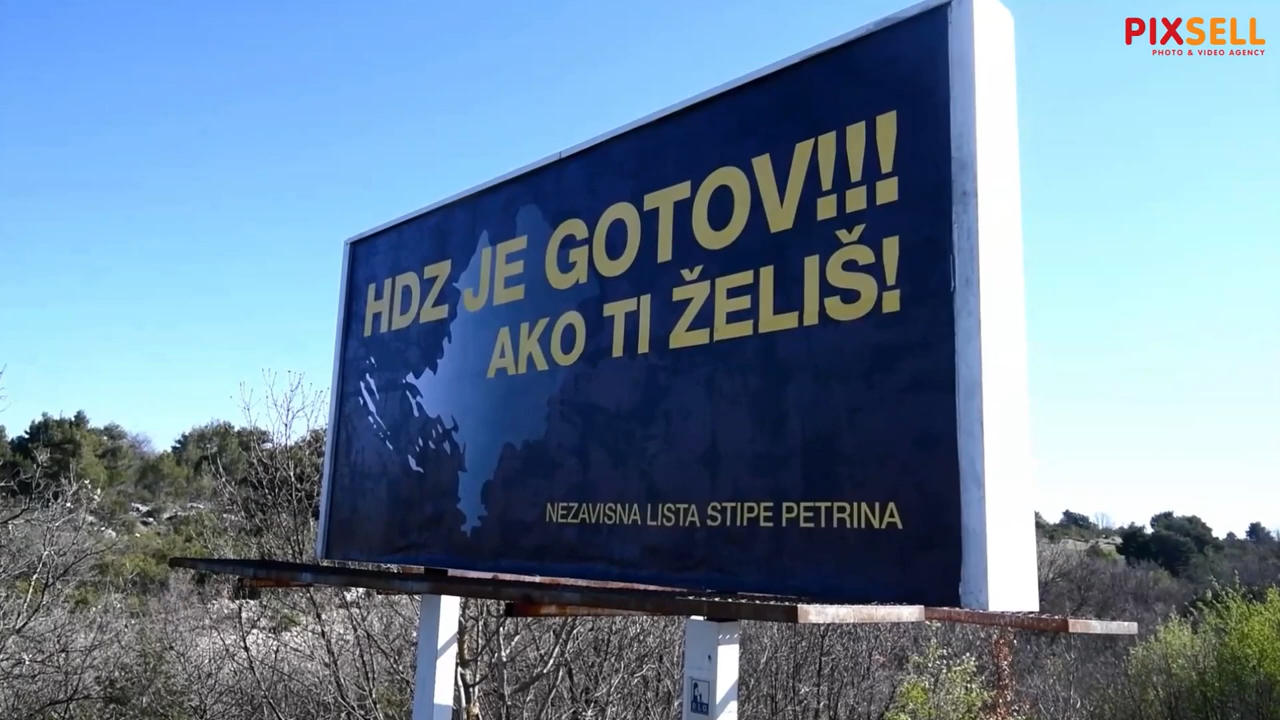 PIXSELL
PHOTO & VIDEO AGENCY
HDZ JE GOTOV!!!
AKO TI ŽELIŠ!
NEZAVISNA LISTA STIPE PETRINA